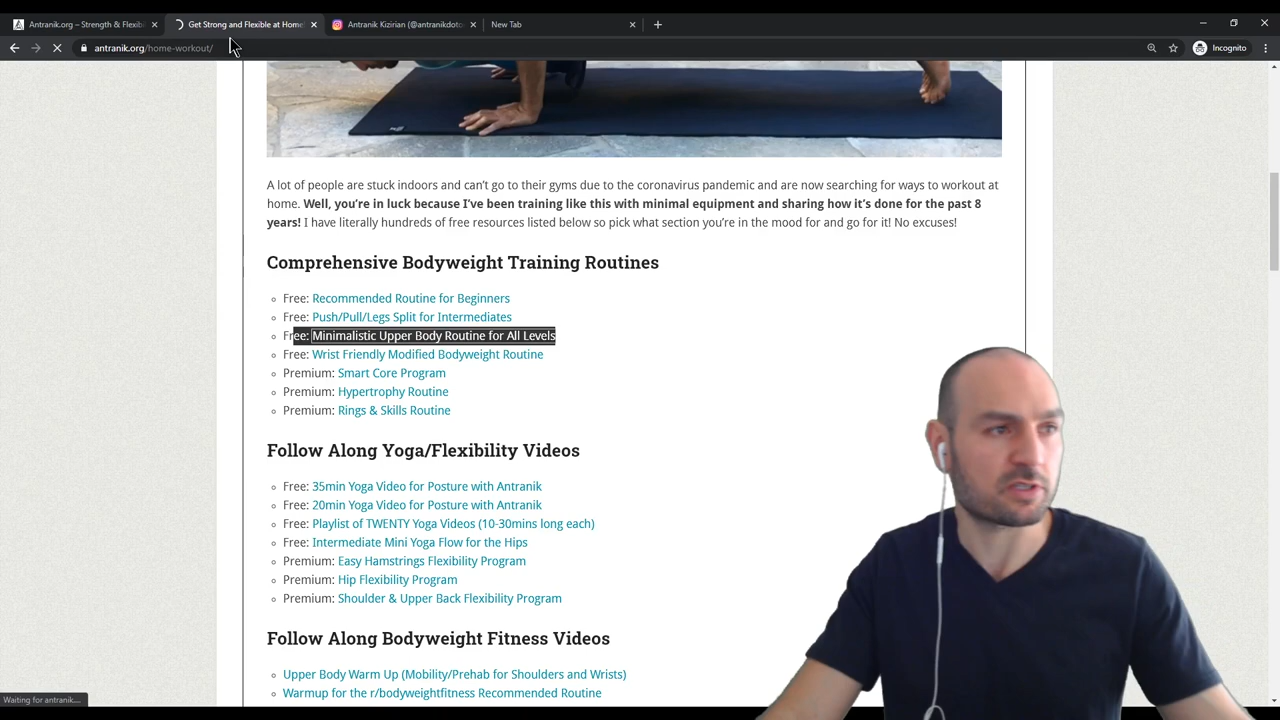 Antranik.org – Strength & Flexibi
Get Strong and Flexible at Home!
Antranik Kizirian (@antranikdoto
New Tab
antranik.org/home-workout/
Incognito
A lot of people are stuck indoors and can't go to their gyms due to the coronavirus pandemic and are now searching for ways to workout at
home. Well, you're in luck because I've been training like this with minimal equipment and sharing how it's done for the past 8
years! I have literally hundreds of free resources listed below so pick what section you're in the mood for and go for it! No excuses!
Comprehensive Bodyweight Training Routines
Free: Recommended Routine for Beginners
Free: Push/Pull/Legs Split for Intermediates
Free: Minimalistic Upper Body Routine for All Levels
Free: Wrist Friendly Modified Bodyweight Routine
Premium: Smart Core Program
Premium: Hypertrophy Routine
Premium: Rings & Skills Routine
Follow Along Yoga/Flexibility Videos
Free: 35min Yoga Video for Posture with Antranik
Free: 20min Yoga Video for Posture with Antranik
Free: Playlist of TWENTY Yoga Videos (10-30mins long each)
Free: Intermediate Mini Yoga Flow for the Hips
Premium: Easy Hamstrings Flexibility Program
Premium: Hip Flexibility Program
Premium: Shoulder & Upper Back Flexibility Program
Follow Along Bodyweight Fitness Videos
Upper Body Warm Up (Mobility/Prehab for Shoulders and Wrists)
Warmup for the r/bodyweightfitness Recommended Routine
Waiting for antranik....